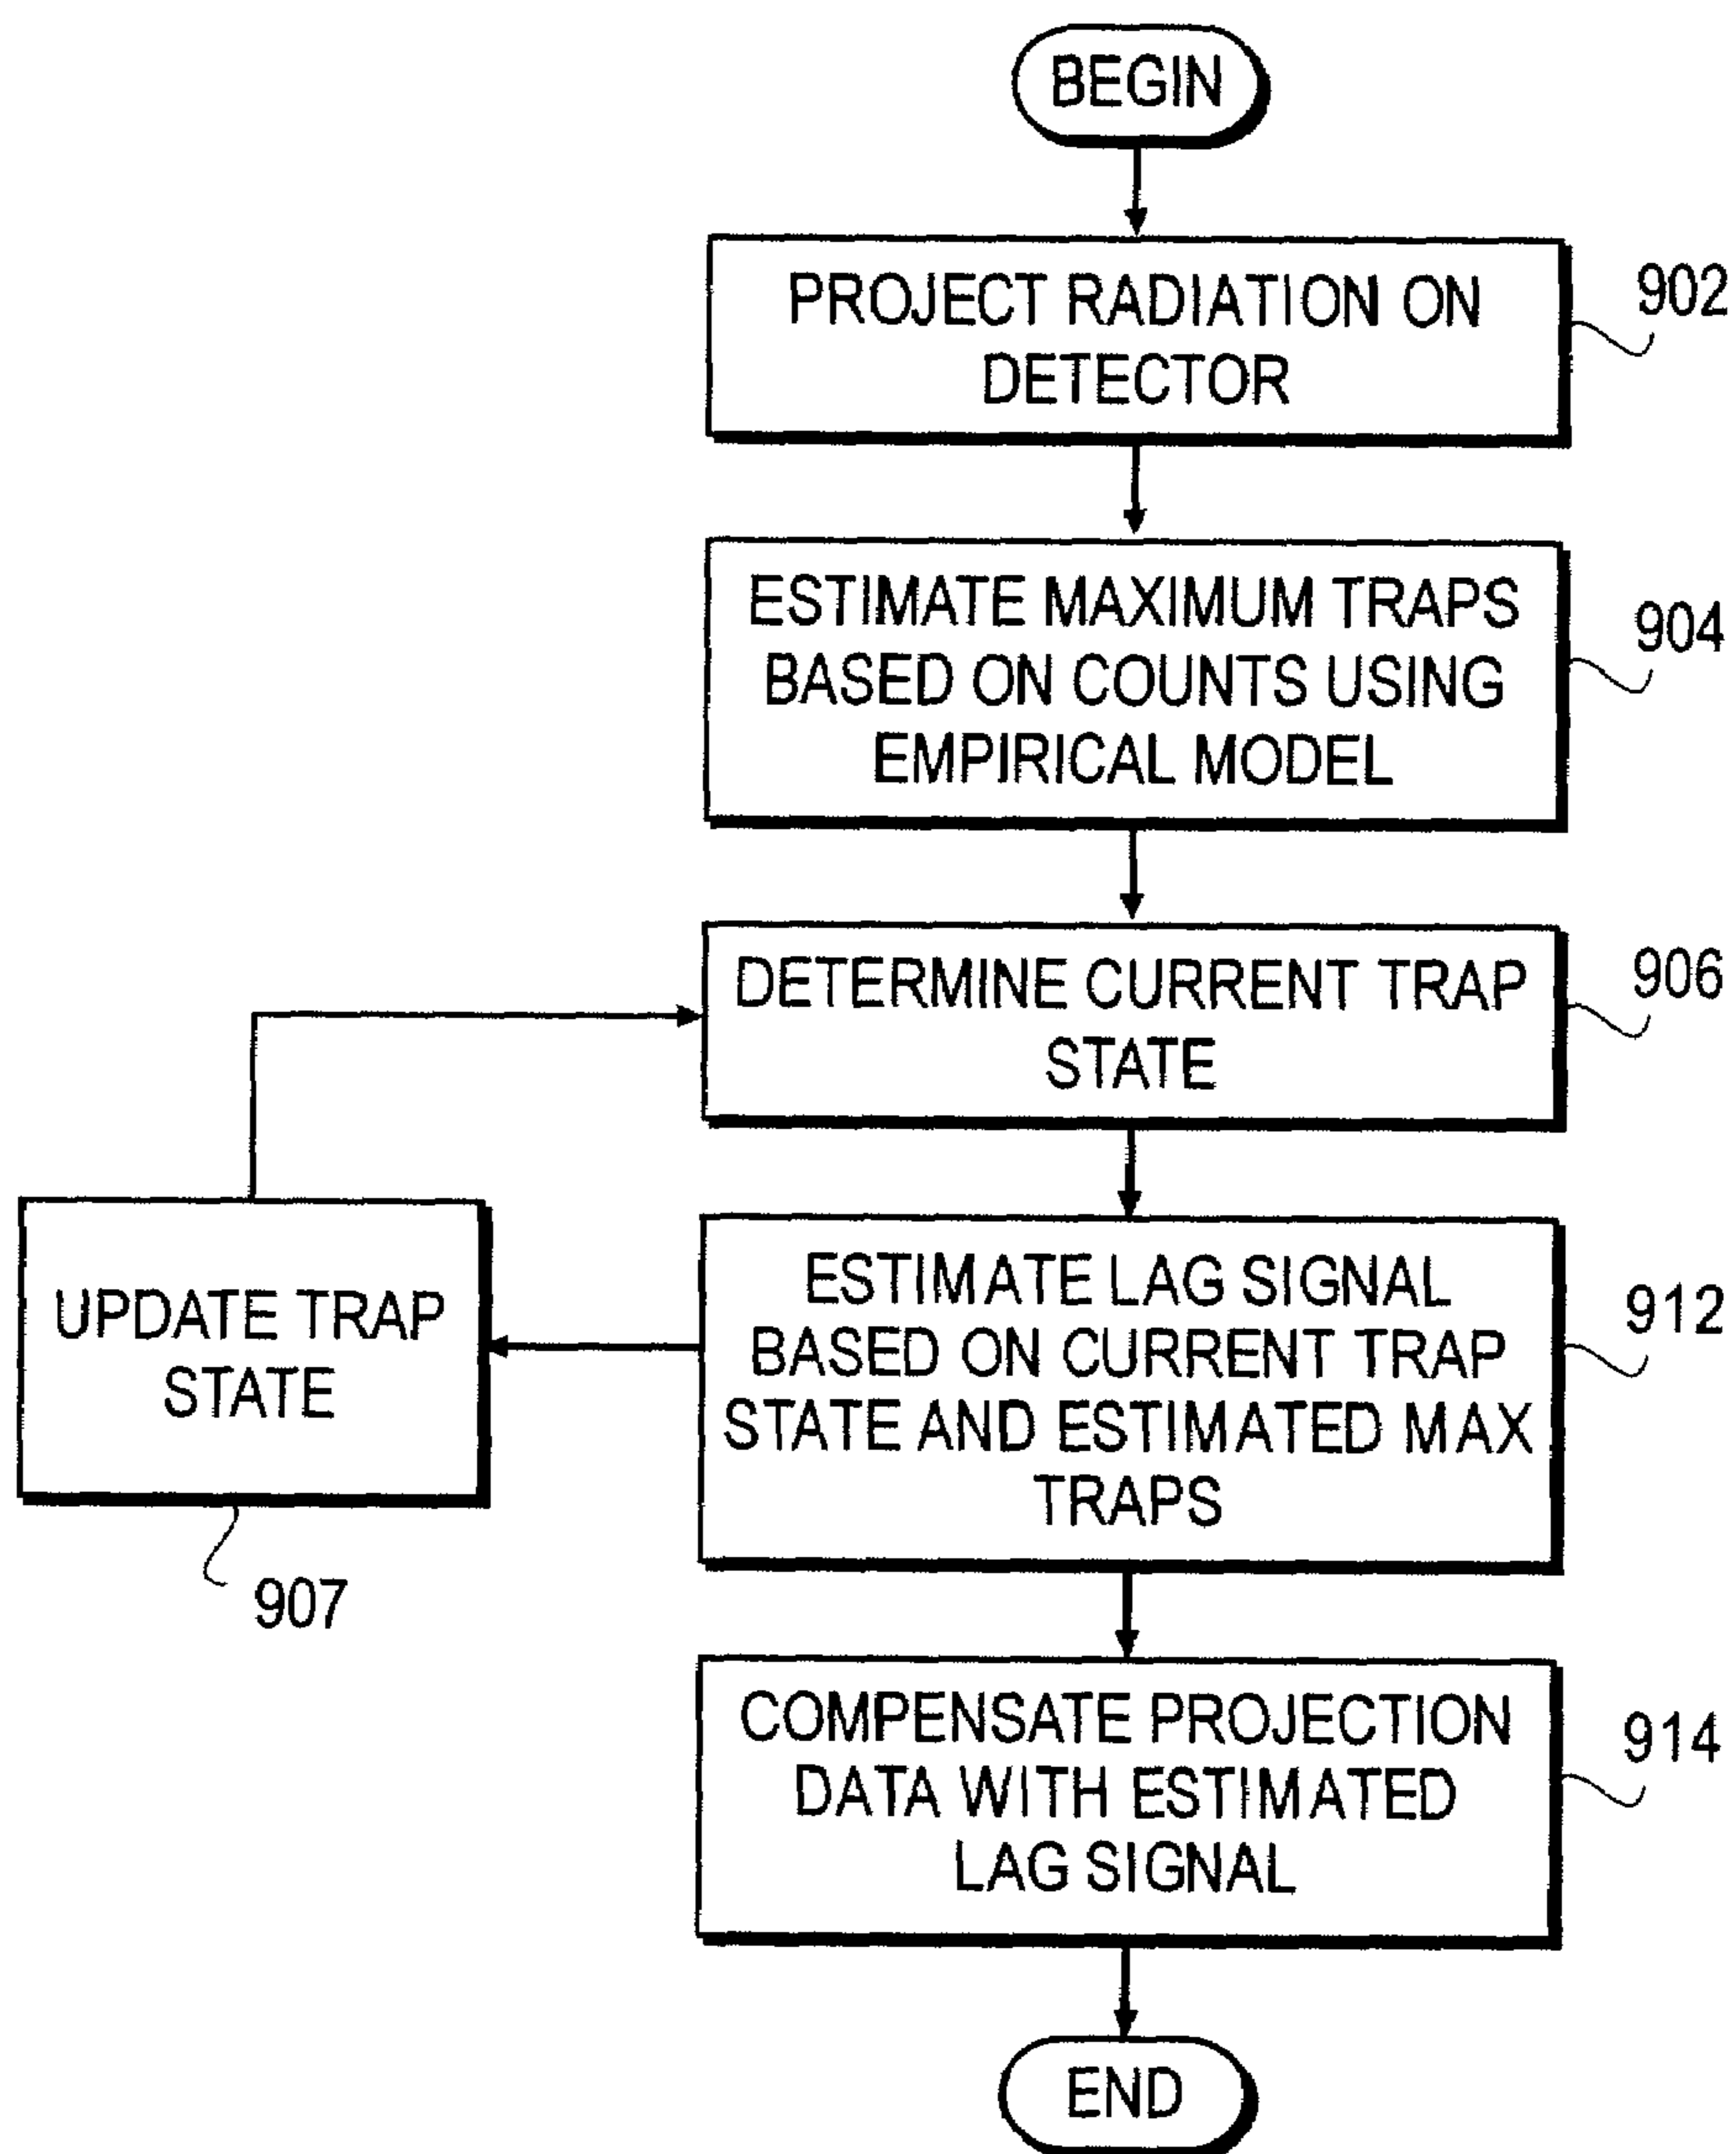 BEGIN
PROJECT RADIATION ON
DETECTOR
902
ESTIMATE MAXIMUM TRAPS
BASED ON COUNTS USING
EMPIRICAL MODEL
904
DETERMINE CURRENT TRAP
STATE
906
UPDATE TRAP
STATE
907
ESTIMATE LAG SIGNAL
BASED ON CURRENT TRAP
STATE AND ESTIMATED MAX
TRAPS
912
COMPENSATE PROJECTION
DATA WITH ESTIMATED
LAG SIGNAL
914
END